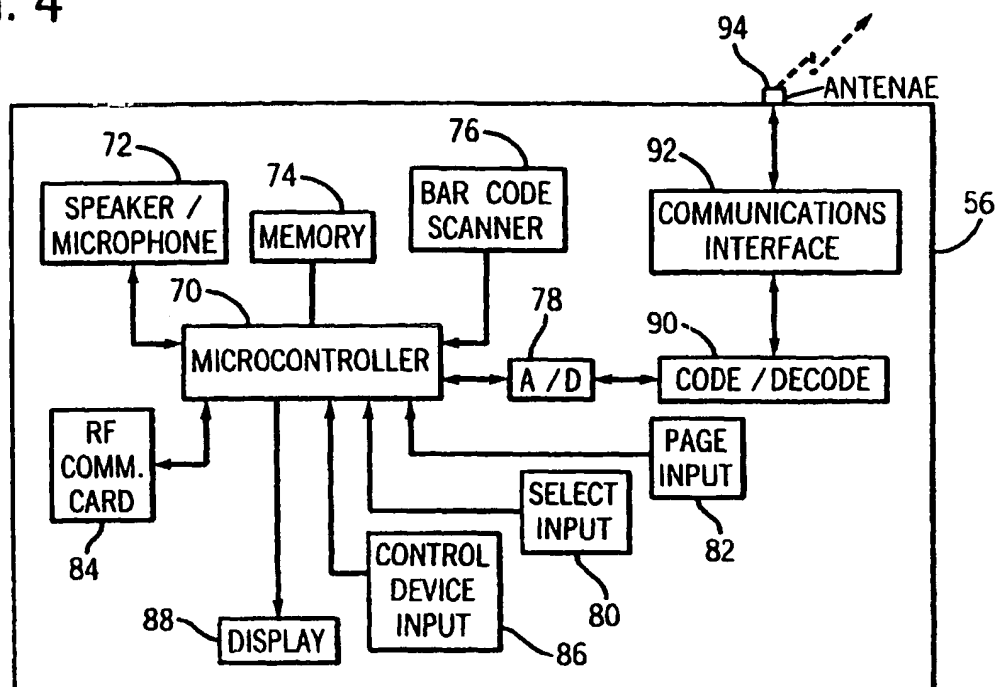 . 4
94
ANTENAE
72
74
76
92
SPEAKER /
MICROPHONE
MEMORY
BAR CODE
SCANNER
COMMUNICATIONS
INTERFACE
56
70
78
90
MICROCONTROLLER
A / D
CODE / DECODE
RF
COMM.
CARD
84
PAGE
INPUT
82
SELECT
INPUT
80
CONTROL
DEVICE
INPUT
86
88
DISPLAY